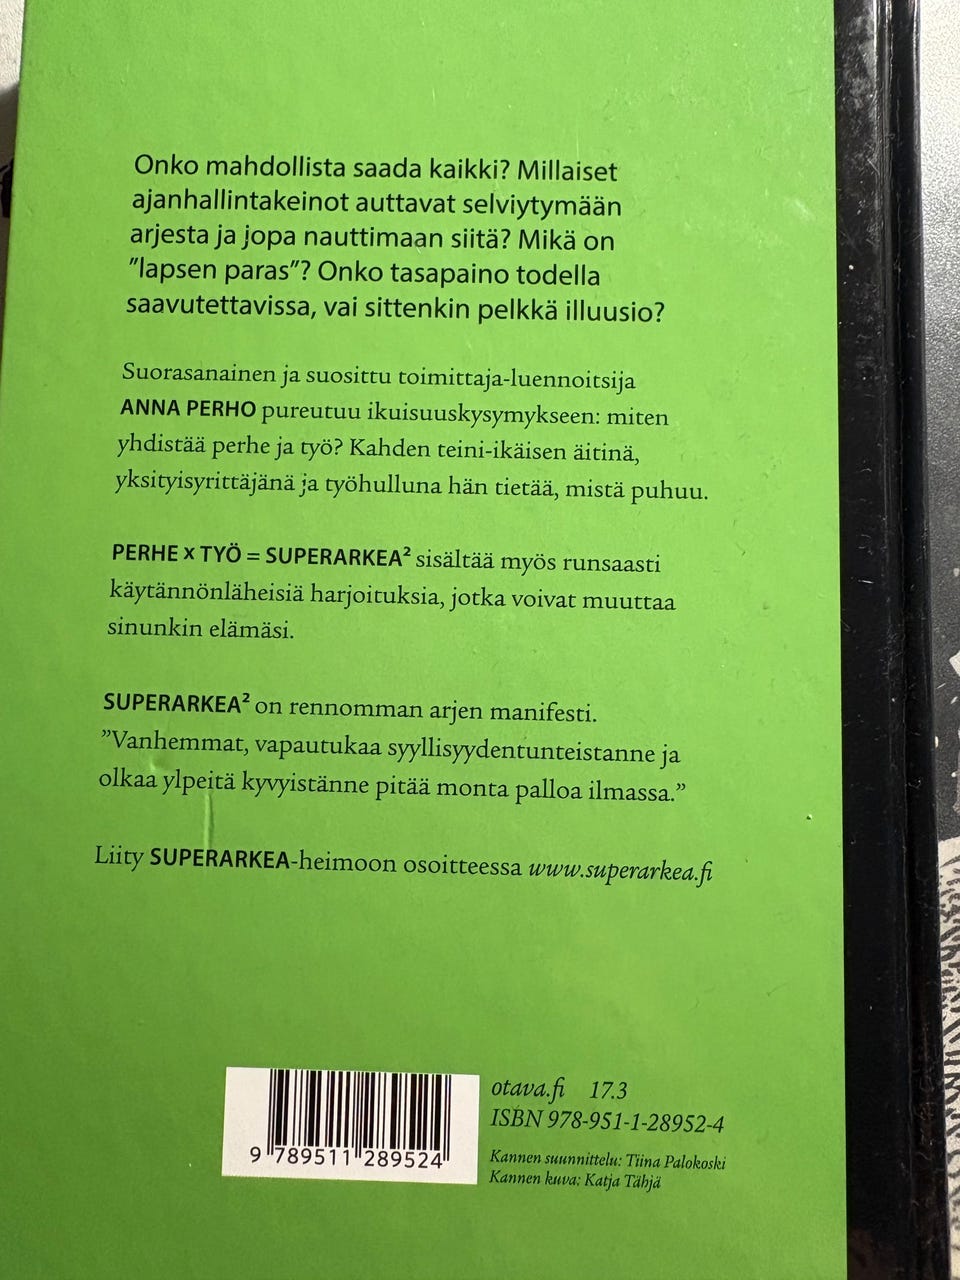 Onko mahdollista saada kaikki? Millaiset
ajanhallintakeinot auttavat selviytymään
arjesta ja jopa nauttimaan siitä? Mikä on
"lapsen paras"? Onko tasapaino todella
saavutettavissa, vai sittenkin pelkkä illuusio?
Suorasanainen ja suosittu toimittaja-luennoitsija
ANNA PERHO pureutuu ikuisuuskysymykseen: miten
yhdistää perhe ja työ? Kahden teini-ikäisen äitinä,
yksityisyrittäjänä ja työhulluna hän tietää, mistä puhuu.
PERHE x TYÖ = SUPERARKEA² sisältää myös runsaasti
käytännönläheisiä harjoituksia, jotka voivat muuttaa
sinunkin elämäsi.
SUPERARKEA² on rennomman arjen manifesti.
”Vanhemmat, vapautukaa syyllisyydentunteistanne ja
olkaa ylpeitä kyvyistänne pitää monta palloa ilmassa.”
Liity SUPERARKEA-heimoon osoitteessa www.superarkea.fi
otava.fi 17.3
ISBN 978-951-1-28952-4
9 789511 289524
Kannen suunnittelu: Tiina Palokoski
Kannen kuva: Katja Tähjä